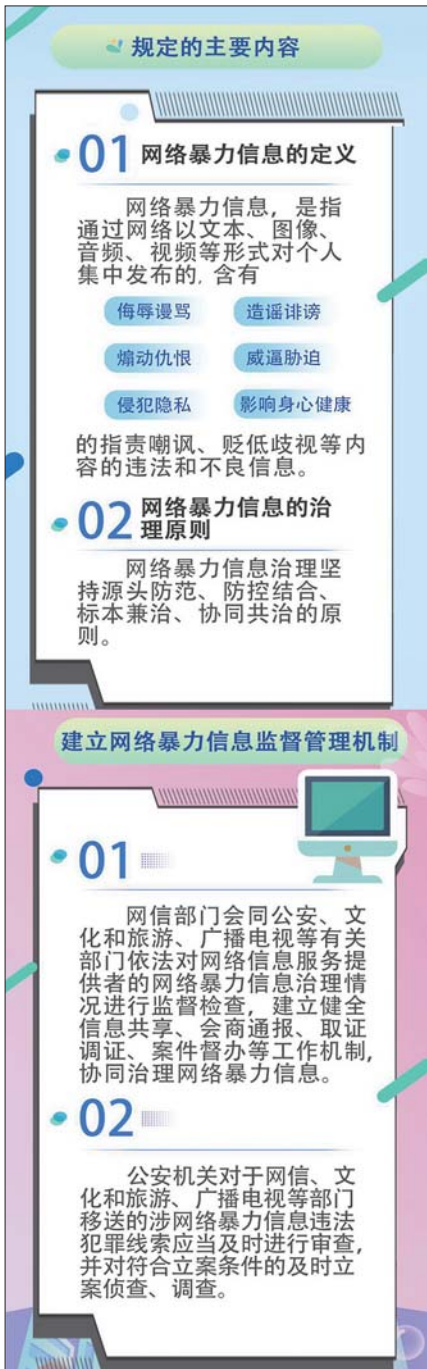 规定的主要内容
01 网络暴力信息的定义
网络暴力信息，是指
通过网络以文本、图像、
音频、视频等形式对个人
集中发布的，含有
侮辱谩骂 造谣诽谤
煽动仇恨 威逼胁迫
侵犯隐私 影响身心健康
的指责嘲讽、贬低歧视等内
容的违法和不良信息。
02 网络暴力信息的治
理原则
网络暴力信息治理坚
持源头防范、防控结合、
标本兼治、协同共治的原
则。
建立网络暴力信息监督管理机制
01
网信部门会同公安、文
化和旅游、广播电视等有关
部门依法对网络信息服务提
供者的网络暴力信息治理情
况进行监督检查，建立健全
信息共享、会商通报、取证
调证、案件督办等工作机制，
协同治理网络暴力信息。
02
公安机关对于网信、文
化和旅游、广播电视等部门
移送的涉网络暴力信息违法
犯罪线索应当及时进行审查，
并对符合立案条件的及时立
案侦查、调查。